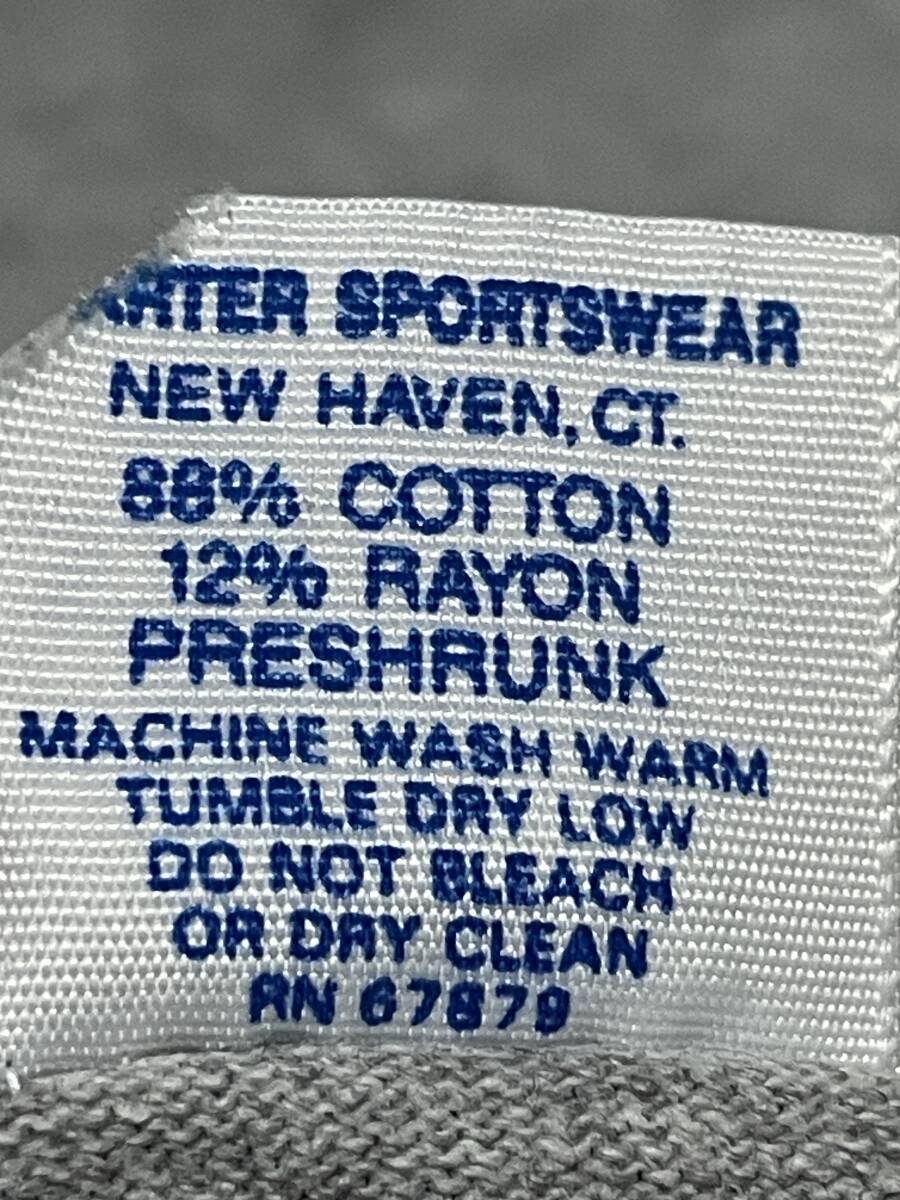 ARTER SPORTSWEAR
NEW HAVEN, CT.
88% COTTON
12% RAYON
PRESHRUNK
MACHINE WASH WARM
TUMBLE DRY LOW
DO NOT BLEACH
OR DRY CLEAN
RN 67879